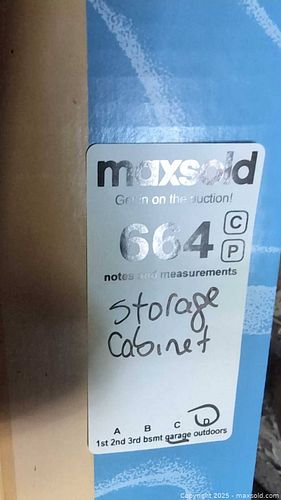 maxsold
Get in on the auction!
664
C
P
notes and measurements
Storage
Cabinet
A B C D
1st 2nd 3rd bsmt garage outdoors
Copyright 2025 - maxsold.com